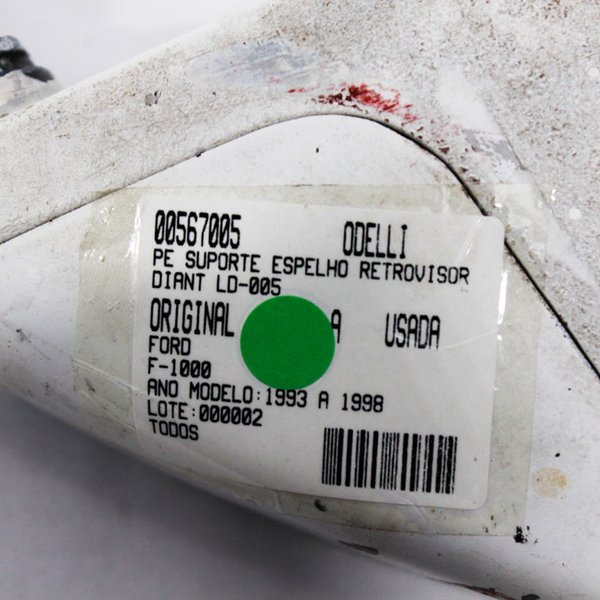 00567005 ODELLI
PE SUPORTE ESPELHO RETROVISOR
DIANT LD-005
ORIGINAL A USADA
FORD
F-1000
ANO MODELO:1993 A 1998
LOTE:000002
TODOS